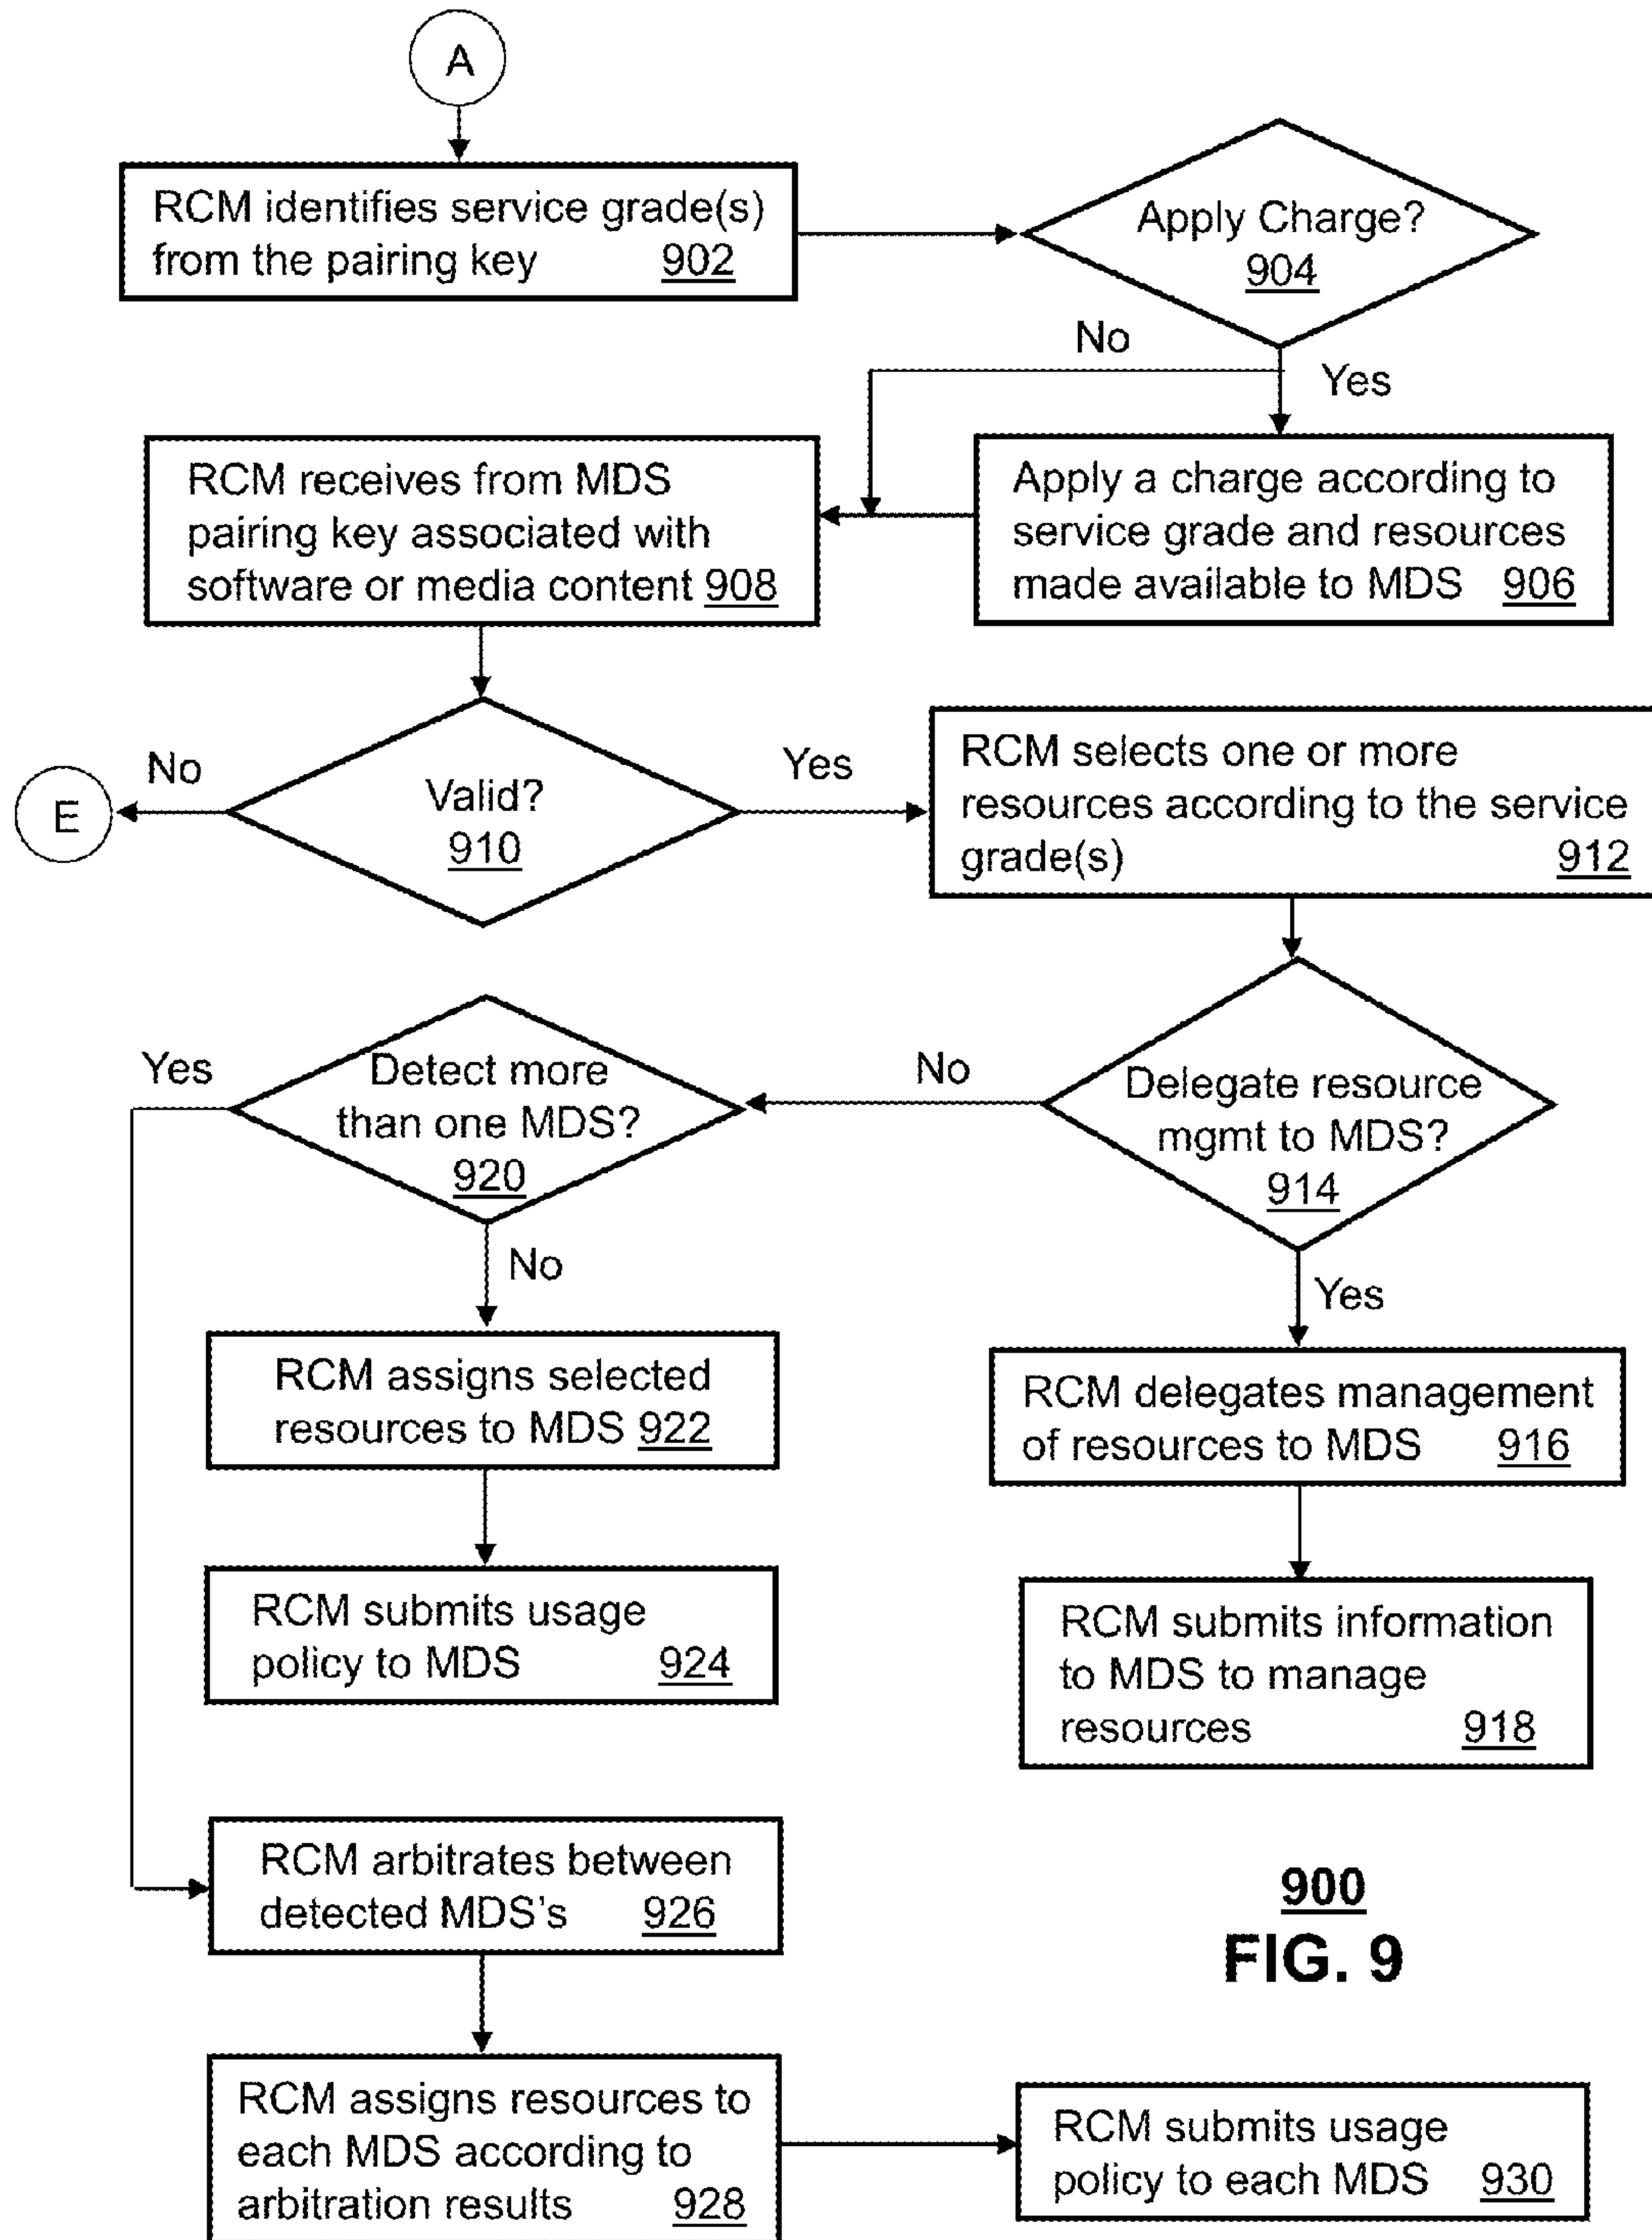 A
RCM identifies service grade(s)
from the pairing key 902
Apply Charge?
904
No
Yes
RCM receives from MDS
pairing key associated with
software or media content 908
Apply a charge according to
service grade and resources
made available to MDS 906
No
E
Valid?
910
Yes
RCM selects one or more
resources according to the service
grade(s) 912
Yes
Detect more
than one MDS?
920
No
Delegate resource
mgmt to MDS?
914
No
Yes
RCM assigns selected
resources to MDS 922
RCM delegates management
of resources to MDS 916
RCM submits usage
policy to MDS 924
RCM submits information
to MDS to manage
resources 918
RCM arbitrates between
detected MDS's 926
900
FIG. 9
RCM assigns resources to
each MDS according to
arbitration results 928
RCM submits usage
policy to each MDS 930